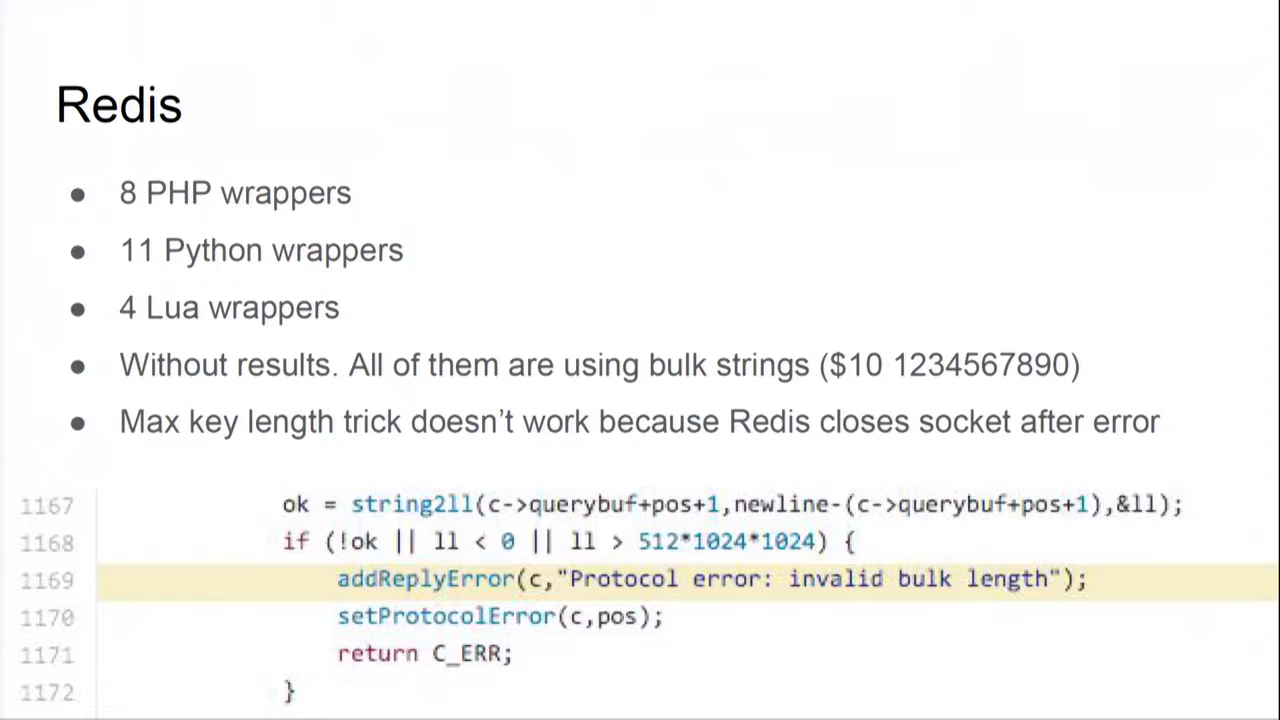 Redis
● 8 PHP wrappers
● 11 Python wrappers
● 4 Lua wrappers
● Without results. All of them are using bulk strings ($10 1234567890)
● Max key length trick doesn’t work because Redis closes socket after error
1167 ok = string2ll(c->querybuf+pos+1,newline-(c->querybuf+pos+1),&ll);
1168 if (!ok || ll < 0 || ll > 512*1024*1024) {
1169 addReplyError(c,"Protocol error: invalid bulk length");
1170 setProtocolError(c,pos);
1171 return C_ERR;
1172 }